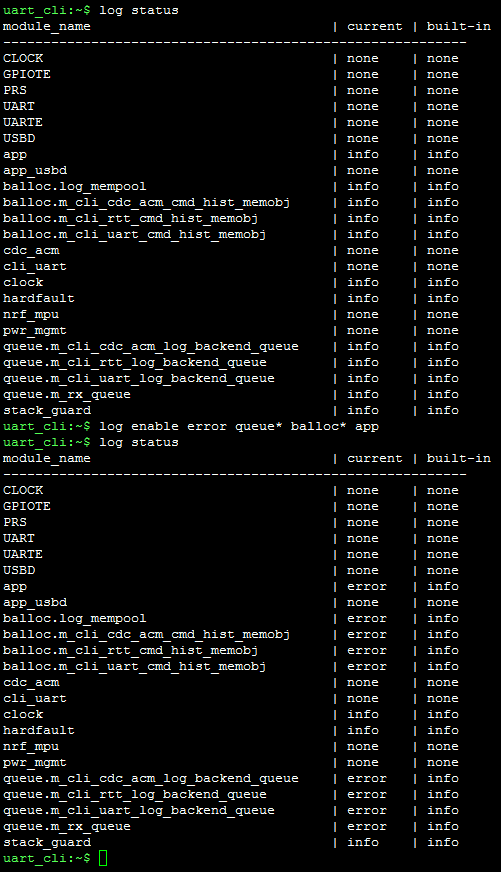 uart_cli:~$ log status
module_name                              | current  | built-in
----------------------------------------------------------
CLOCK                                    | none     | none
GPIOTE                                   | none     | none
PRS                                      | none     | none
UART                                     | none     | none
UARTE                                    | none     | none
USBD                                     | none     | none
app                                      | info     | info
app_usbd                                 | none     | none
balloc.log_mempool                       | info     | info
balloc.m_cli_cdc_acm_cmd_hist_memobj     | info     | info
balloc.m_cli_rtt_cmd_hist_memobj         | info     | info
balloc.m_cli_uart_cmd_hist_memobj        | info     | info
cdc_acm                                  | none     | none
cli_uart                                 | none     | none
clock                                    | info     | info
hardfault                                | info     | info
nrf_mpu                                  | none     | none
pwr_mgmt                                 | none     | none
queue.m_cli_cdc_acm_log_backend_queue    | info     | info
queue.m_cli_rtt_log_backend_queue        | info     | info
queue.m_cli_uart_log_backend_queue       | info     | info
queue.m_rx_queue                         | info     | info
stack_guard                              | info     | info
uart_cli:~$ log enable error queue* balloc* app
uart_cli:~$ log status
module_name                              | current  | built-in
----------------------------------------------------------
CLOCK                                    | none     | none
GPIOTE                                   | none     | none
PRS                                      | none     | none
UART                                     | none     | none
UARTE                                    | none     | none
USBD                                     | none     | none
app                                      | error    | info
app_usbd                                 | none     | none
balloc.log_mempool                       | error    | info
balloc.m_cli_cdc_acm_cmd_hist_memobj     | error    | info
balloc.m_cli_rtt_cmd_hist_memobj         | error    | info
balloc.m_cli_uart_cmd_hist_memobj        | error    | info
cdc_acm                                  | none     | none
cli_uart                                 | none     | none
clock                                    | info     | info
hardfault                                | info     | info
nrf_mpu                                  | none     | none
pwr_mgmt                                 | none     | none
queue.m_cli_cdc_acm_log_backend_queue    | error    | info
queue.m_cli_rtt_log_backend_queue        | error    | info
queue.m_cli_uart_log_backend_queue       | error    | info
queue.m_rx_queue                         | error    | info
stack_guard                              | info     | info
uart_cli:~$